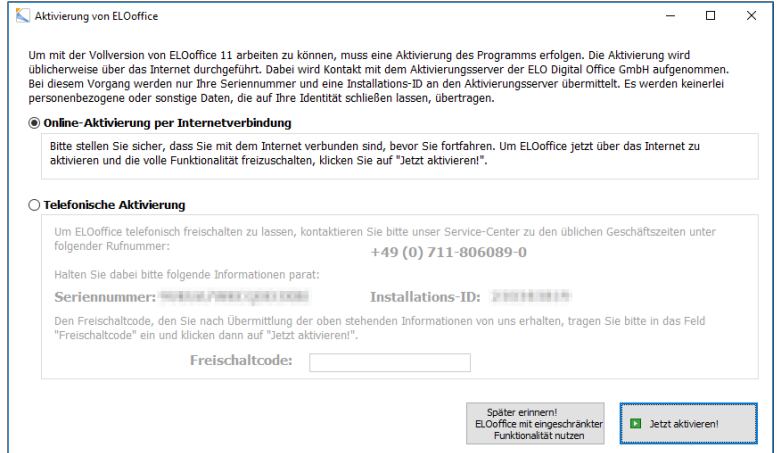 Aktivierung von ELOoffice
Um mit der Vollversion von ELOoffice 11 arbeiten zu können, muss eine Aktivierung des Programms erfolgen. Die Aktivierung wird
üblicherweise über das Internet durchgeführt. Dabei wird Kontakt mit dem Aktivierungsserver der ELO Digital Office GmbH aufgenommen.
Bei diesem Vorgang werden nur Ihre Seriennummer und eine Installations-ID an den Aktivierungsserver übermittelt. Es werden keinerlei
personenbezogene oder sonstige Daten, die auf Ihre Identität schließen lassen, übertragen.
Online-Aktivierung per Internetverbindung
Bitte stellen Sie sicher, dass Sie mit dem Internet verbunden sind, bevor Sie fortfahren. Um ELOoffice jetzt über das Internet zu
aktivieren und die volle Funktionalität freizuschalten, klicken Sie auf "Jetzt aktivieren!".
Telefonische Aktivierung
Um ELOoffice telefonisch freischalten zu lassen, kontaktieren Sie bitte unser Service-Center zu den üblichen Geschäftszeiten unter
folgender Rufnummer:
+49 (0) 711-806089-0
Halten Sie dabei bitte folgende Informationen parat:
Seriennummer: Installations-ID:
Den Freischaltcode, den Sie nach Übermittlung der oben stehenden Informationen von uns erhalten, tragen Sie bitte in das Feld
"Freischaltcode" ein und klicken dann auf "Jetzt aktivieren!".
Freischaltcode:
Später erinnern!
ELOoffice mit eingeschränkter
Funktionalität nutzen
Jetzt aktivieren!